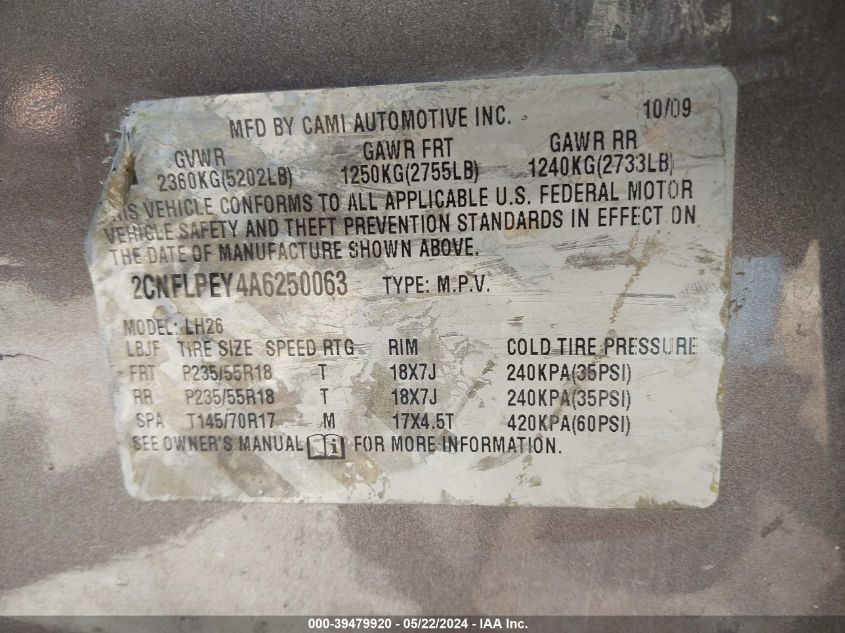 MFD BY CAMI AUTOMOTIVE INC. 10/09
GVWR GAWR FRT GAWR RR
2360KG(5202LB) 1250KG(2755LB) 1240KG(2733LB)
THIS VEHICLE CONFORMS TO ALL APPLICABLE U.S. FEDERAL MOTOR
VEHICLE SAFETY AND THEFT PREVENTION STANDARDS IN EFFECT ON
THE DATE OF MANUFACTURE SHOWN ABOVE.
2CNFLPEY4A6250063 TYPE: M.P.V.
MODEL: LH26
LBJF TIRE SIZE SPEED RTG RIM COLD TIRE PRESSURE
FRT P235/55R18 T 18X7J 240KPA(35PSI)
RR P235/55R18 T 18X7J 240KPA(35PSI)
SPA T145/70R17 M 17X4.5T 420KPA(60PSI)
SEE OWNER'S MANUAL FOR MORE INFORMATION.
000-39479920 - 05/22/2024 - IAA Inc.